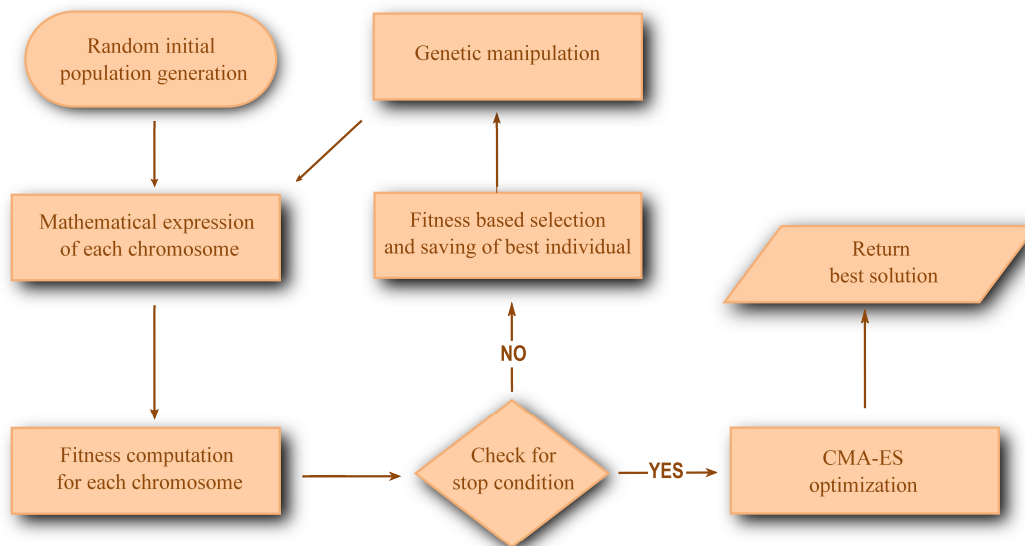 Random initial
population generation
Genetic manipulation
Mathematical expression
of each chromosome
Fitness based selection
and saving of best individual
Return
best solution
NO
Fitness computation
for each chromosome
Check for
stop condition
YES
CMA-ES
optimization